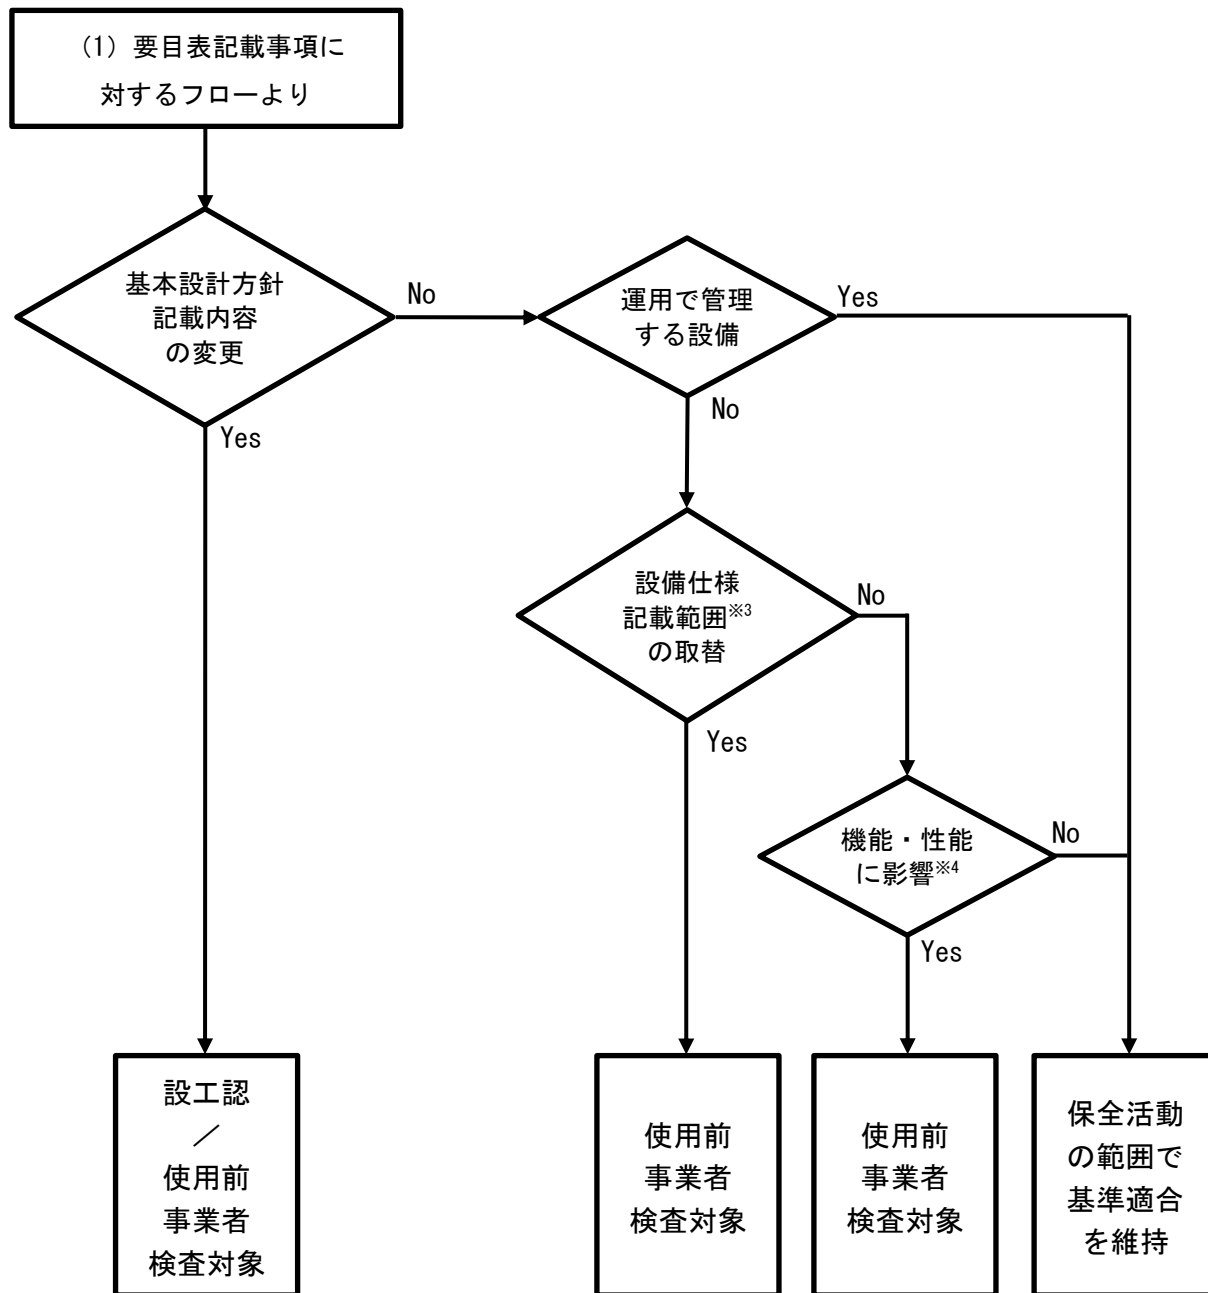 (1) 要目表記載事項に
対するフローより
基本設計方針
記載内容
の変更
No
Yes
運用で管理
する設備
Yes
No
設備仕様
記載範囲※3
の取替
No
Yes
機能・性能
に影響※4
No
Yes
設工認
／
使用前
事業者
検査対象
使用前
事業者
検査対象
使用前
事業者
検査対象
保全活動
の範囲で
基準適合
を維持